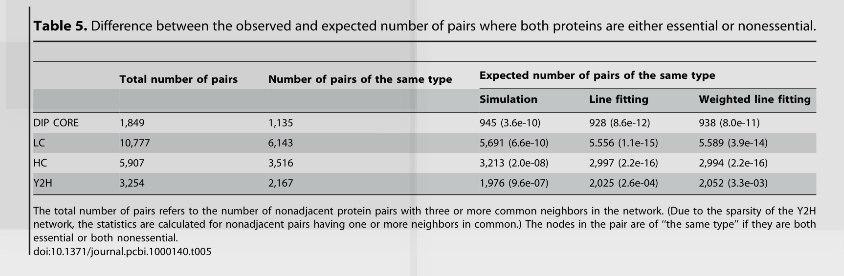 Table 5. Difference between the observed and expected number of pairs where both proteins are either essential or nonessential.
Total number of pairs Number of pairs of the same type Expected number of pairs of the same type
Simulation Line fitting Weighted line fitting
DIP CORE 1,849 1,135 945 (3.6e-10) 928 (8.6e-12) 938 (8.0e-11)
LC 10,777 6,143 5,691 (6.6e-10) 5.556 (1.1e-15) 5.589 (3.9e-14)
HC 5,907 3,516 3,213 (2.0e-08) 2,997 (2.2e-16) 2,994 (2.2e-16)
Y2H 3,254 2,167 1,976 (9.6e-07) 2,025 (2.6e-04) 2,052 (3.3e-03)
The total number of pairs refers to the number of nonadjacent protein pairs with three or more common neighbors in the network. (Due to the sparsity of the Y2H
network, the statistics are calculated for nonadjacent pairs having one or more neighbors in common.) The nodes in the pair are of "the same type" if they are both
essential or both nonessential.
doi:10.1371/journal.pcbi.1000140.t005